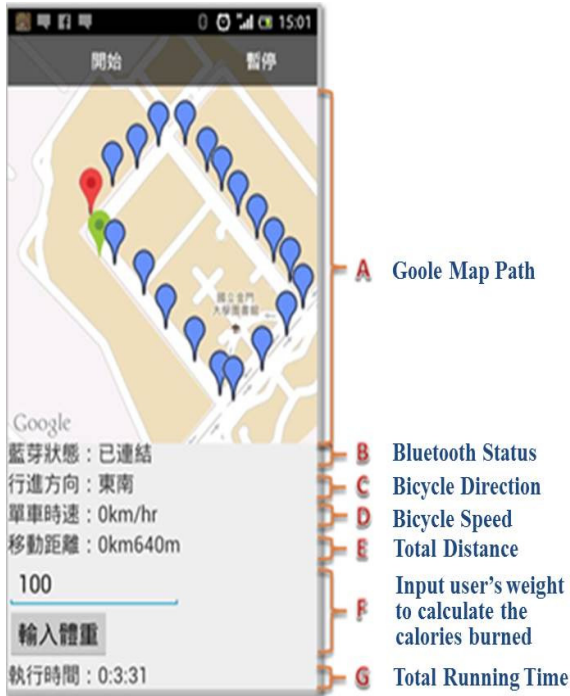 15:01
開始 暫停
國立金門
大學圖書館
Google
藍芽狀態：已連結
行進方向：東南
單車時速：0km/hr
移動距離：0km640m
100
輸入體重
執行時間：0:3:31
A Goole Map Path
B Bluetooth Status
C Bicycle Direction
D Bicycle Speed
E Total Distance
F Input user's weight
to calculate the
calories burned
G Total Running Time